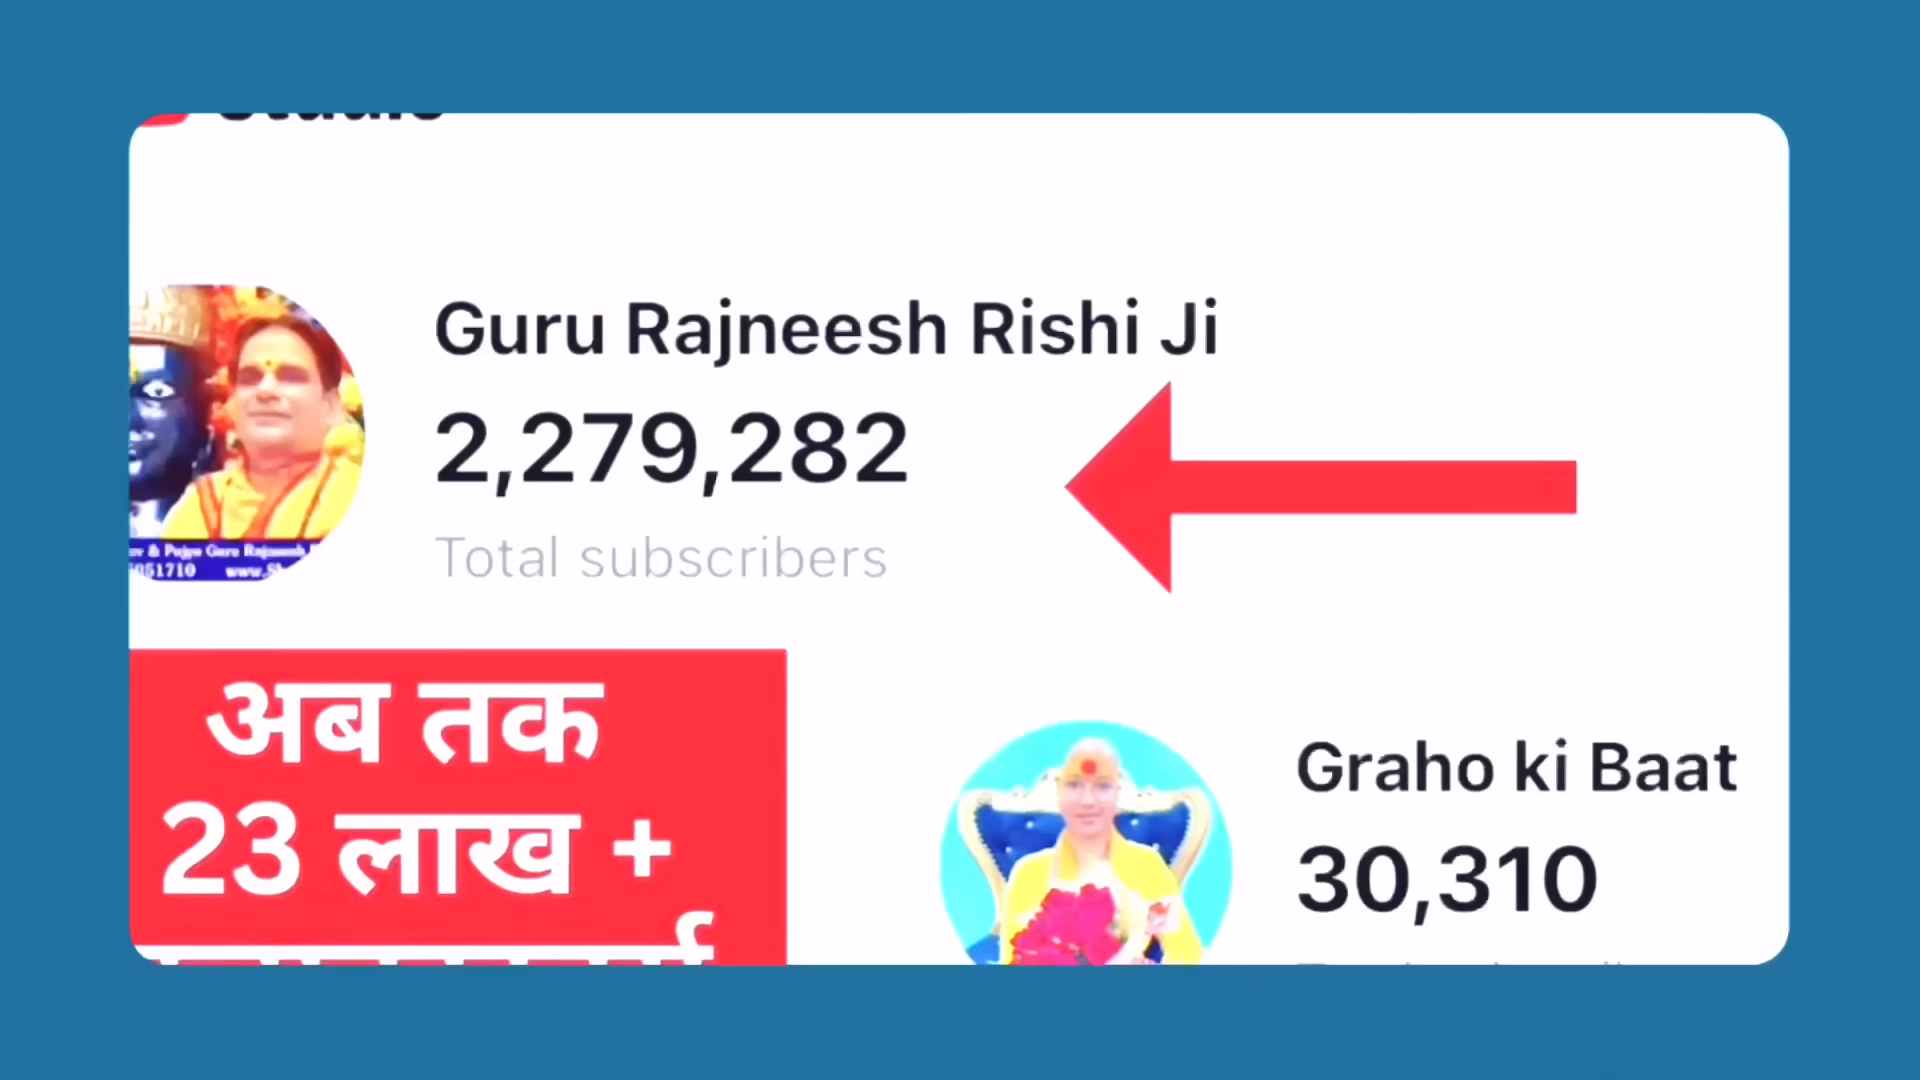 Guru Rajneesh Rishi Ji
2,279,282
Total subscribers
अब तक
23 लाख +
Graho ki Baat
30,310